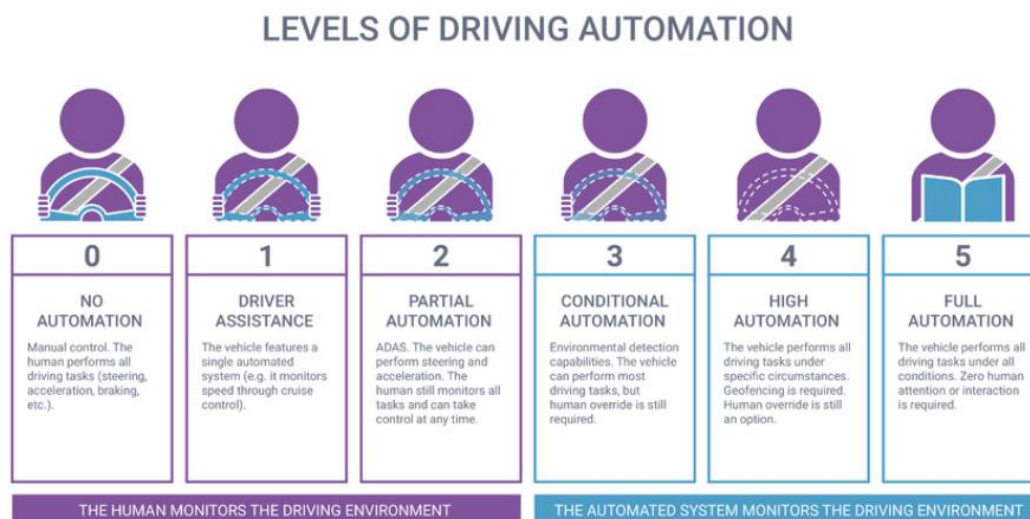 LEVELS OF DRIVING AUTOMATION
0
NO
AUTOMATION
Manual control. The
human performs all
driving tasks (steering,
acceleration, braking,
etc.).
1
DRIVER
ASSISTANCE
The vehicle features a
single automated
system (e.g. it monitors
speed through cruise
control).
2
PARTIAL
AUTOMATION
ADAS. The vehicle can
perform steering and
acceleration. The
human still monitors all
tasks and can take
control at any time.
3
CONDITIONAL
AUTOMATION
Environmental detection
capabilities. The vehicle
can perform most
driving tasks, but
human override is still
required.
4
HIGH
AUTOMATION
The vehicle performs all
driving tasks under
specific circumstances.
Geofencing is required.
Human override is still
an option.
5
FULL
AUTOMATION
The vehicle performs all
driving tasks under all
conditions. Zero human
attention or interaction
is required.
THE HUMAN MONITORS THE DRIVING ENVIRONMENT
THE AUTOMATED SYSTEM MONITORS THE DRIVING ENVIRONMENT